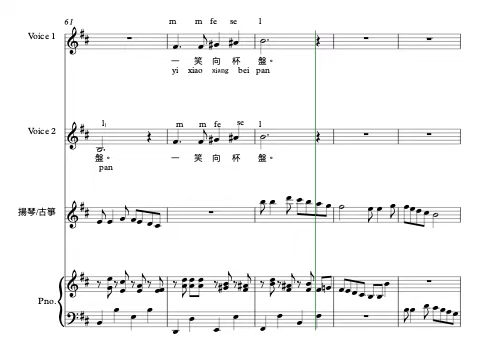 61
m m fe se l
Voice 1
一 笑 向 杯 盤。
yi xiao xiang bei pan
l, m m fe se l
Voice 2
盤。 一 笑 向 杯 盤。
pan
揚琴/古箏
Pno.